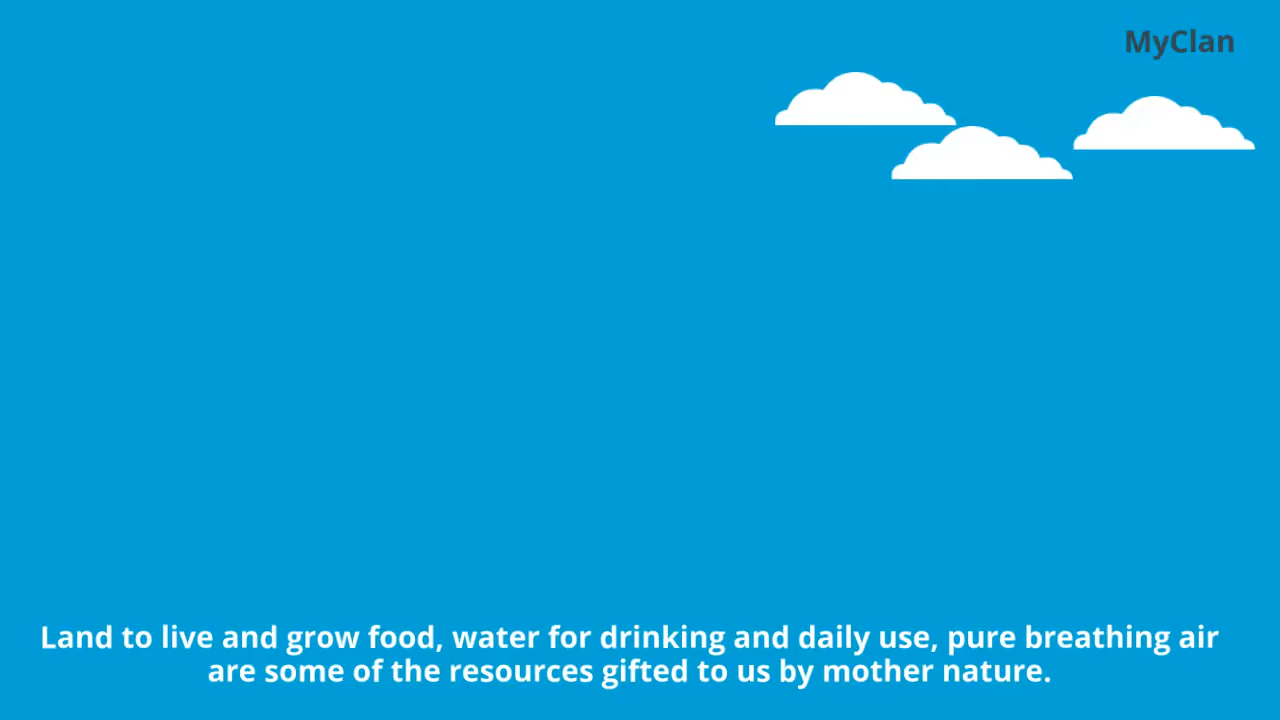 MyClan
Land to live and grow food, water for drinking and daily use, pure breathing air
are some of the resources gifted to us by mother nature.